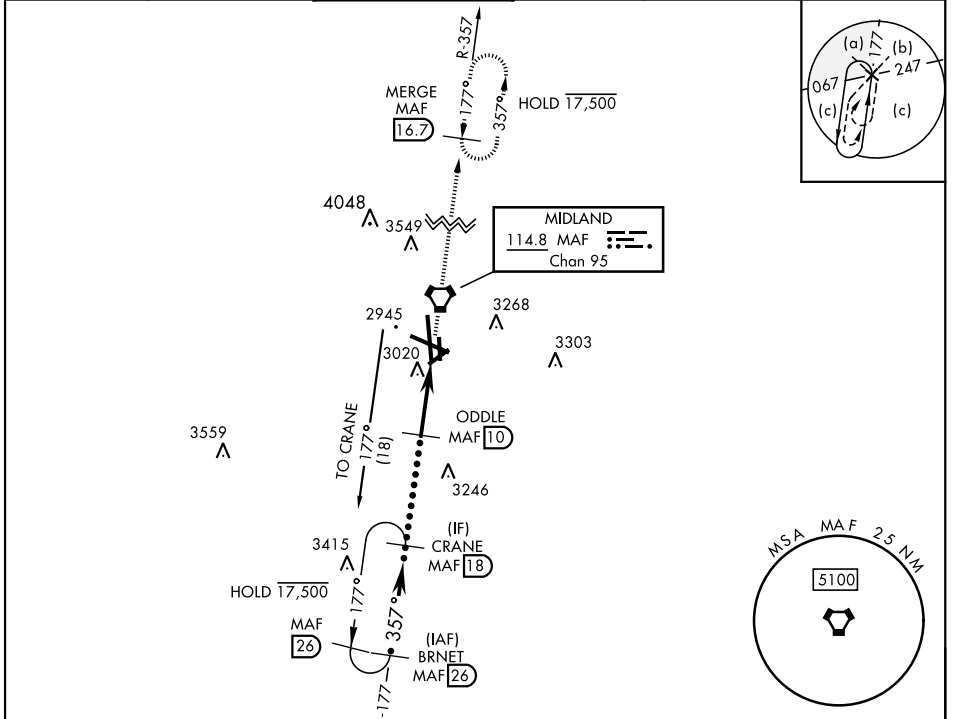 R-357
177°
357°
HOLD 17,500
MERGE
MAF
16.7
(a)
177
(b)
067
247
(c)
(c)
4048
3549
MIDLAND
114.8 MAF
Chan 95
2945
3268
3020
3303
TO CRANE
177°
(18)
ODDLE
MAF 10
3559
3246
(IF)
CRANE
MAF 18
3415
HOLD 17,500
177°
357°
MAF
26
(IAF)
BRNET
MAF 26
-177
MSA MAF 25 NM
5100